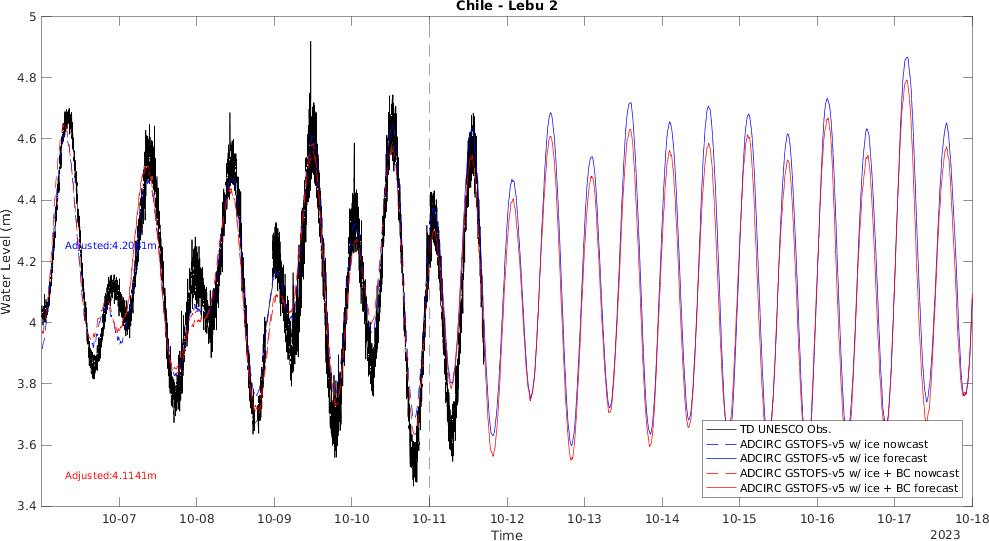 Chile - Lebu 2
Water Level (m)
5
4.8
4.6
4.4
4.2
4
3.8
3.6
3.4
Adjusted:4.2081m
Adjusted:4.1141m
TD UNESCO Obs.
ADCIRC GSTOFS-v5 w/ ice nowcast
ADCIRC GSTOFS-v5 w/ ice forecast
ADCIRC GSTOFS-v5 w/ ice + BC nowcast
ADCIRC GSTOFS-v5 w/ ice + BC forecast
10-07 10-08 10-09 10-10 10-11 10-12 10-13 10-14 10-15 10-16 10-17 10-18
Time
2023